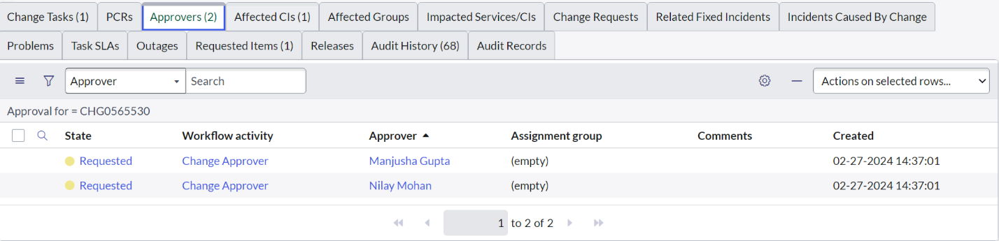 Change Tasks (1) PCRs Approvers (2) Affected CIs (1) Affected Groups Impacted Services/CIs Change Requests Related Fixed Incidents Incidents Caused By Change
Problems Task SLAs Outages Requested Items (1) Releases Audit History (68) Audit Records
Approver Search Actions on selected rows...
Approval for = CHG0565530
State Workflow activity Approver Assignment group Comments Created
Requested Change Approver Manjusha Gupta (empty) 02-27-2024 14:37:01
Requested Change Approver Nilay Mohan (empty) 02-27-2024 14:37:01
1 to 2 of 2